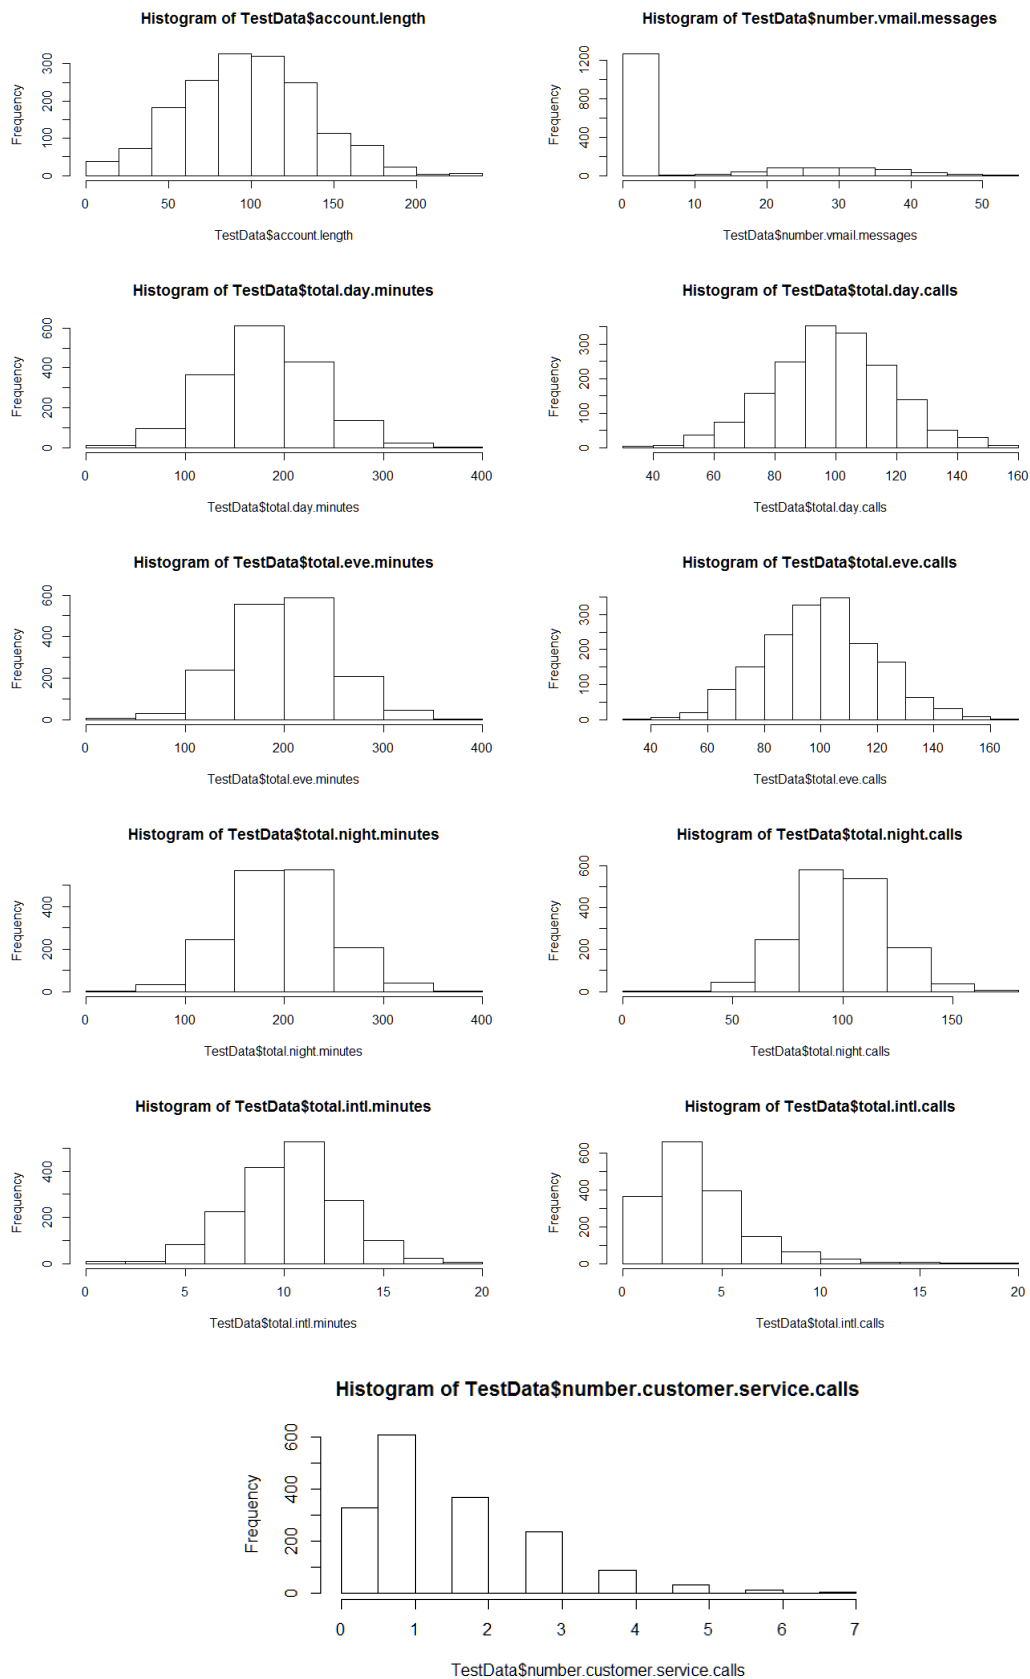 Histogram of TestData$account.length
Frequency
0 100 200 300
0 50 100 150 200
TestData$account.length
Histogram of TestData$number.vmail.messages
Frequency
0 400 800 1200
0 10 20 30 40 50
TestData$number.vmail.messages
Histogram of TestData$total.day.minutes
Frequency
0 200 400 600
0 100 200 300 400
TestData$total.day.minutes
Histogram of TestData$total.day.calls
Frequency
0 100 200 300
40 60 80 100 120 140 160
TestData$total.day.calls
Histogram of TestData$total.eve.minutes
Frequency
0 200 400 600
0 100 200 300 400
TestData$total.eve.minutes
Histogram of TestData$total.eve.calls
Frequency
0 100 200 300
40 60 80 100 120 140 160
TestData$total.eve.calls
Histogram of TestData$total.night.minutes
Frequency
0 200 400
0 100 200 300 400
TestData$total.night.minutes
Histogram of TestData$total.night.calls
Frequency
0 200 400 600
0 50 100 150
TestData$total.night.calls
Histogram of TestData$total.intl.minutes
Frequency
0 200 400
0 5 10 15 20
TestData$total.intl.minutes
Histogram of TestData$total.intl.calls
Frequency
0 200 400 600
0 5 10 15 20
TestData$total.intl.calls
Histogram of TestData$number.customer.service.calls
Frequency
0 200 400 600
0 1 2 3 4 5 6 7
TestData$number.customer.service.calls